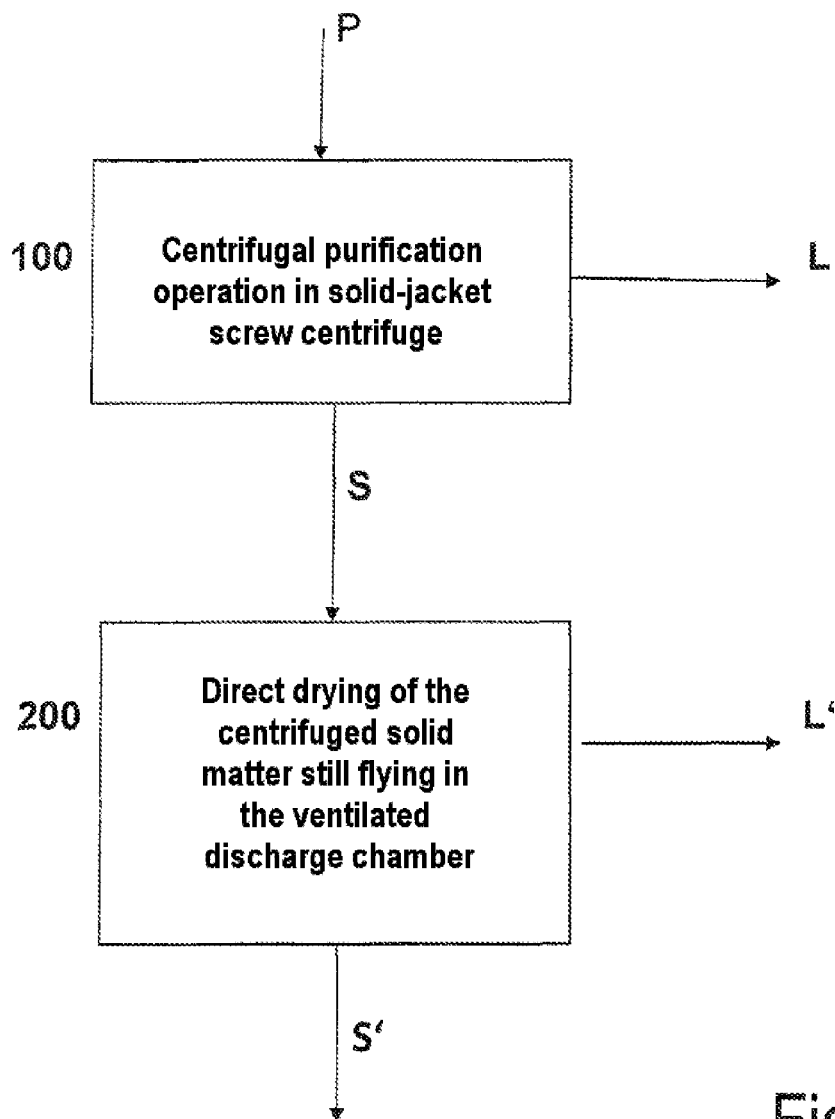 P
100
Centrifugal purification
operation in solid-jacket
screw centrifuge
L
S
200
Direct drying of the
centrifuged solid
matter still flying in
the ventilated
discharge chamber
L‘
S‘